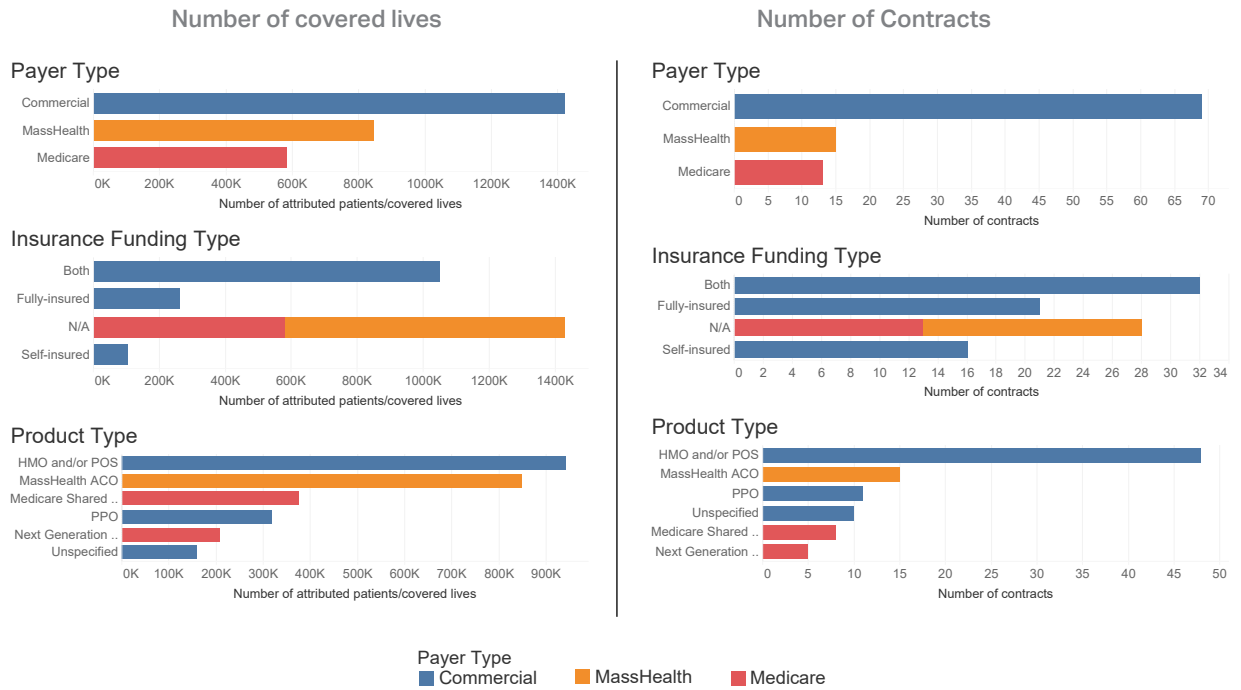 Number of covered lives
Payer Type
Commercial
MassHealth
Medicare
0K 200K 400K 600K 800K 1000K 1200K 1400K
Number of attributed patients/covered lives
Insurance Funding Type
Both
Fully-insured
N/A
Self-insured
0K 200K 400K 600K 800K 1000K 1200K 1400K
Number of attributed patients/covered lives
Product Type
HMO and/or POS
MassHealth ACO
Medicare Shared ..
PPO
Next Generation ..
Unspecified
0K 100K 200K 300K 400K 500K 600K 700K 800K 900K
Number of attributed patients/covered lives
Number of Contracts
Payer Type
Commercial
MassHealth
Medicare
0 5 10 15 20 25 30 35 40 45 50 55 60 65 70
Number of contracts
Insurance Funding Type
Both
Fully-insured
N/A
Self-insured
0 2 4 6 8 10 12 14 16 18 20 22 24 26 28 30 32 34
Number of contracts
Product Type
HMO and/or POS
MassHealth ACO
PPO
Unspecified
Medicare Shared ..
Next Generation ..
0 5 10 15 20 25 30 35 40 45 50
Number of contracts
Payer Type
Commercial MassHealth Medicare